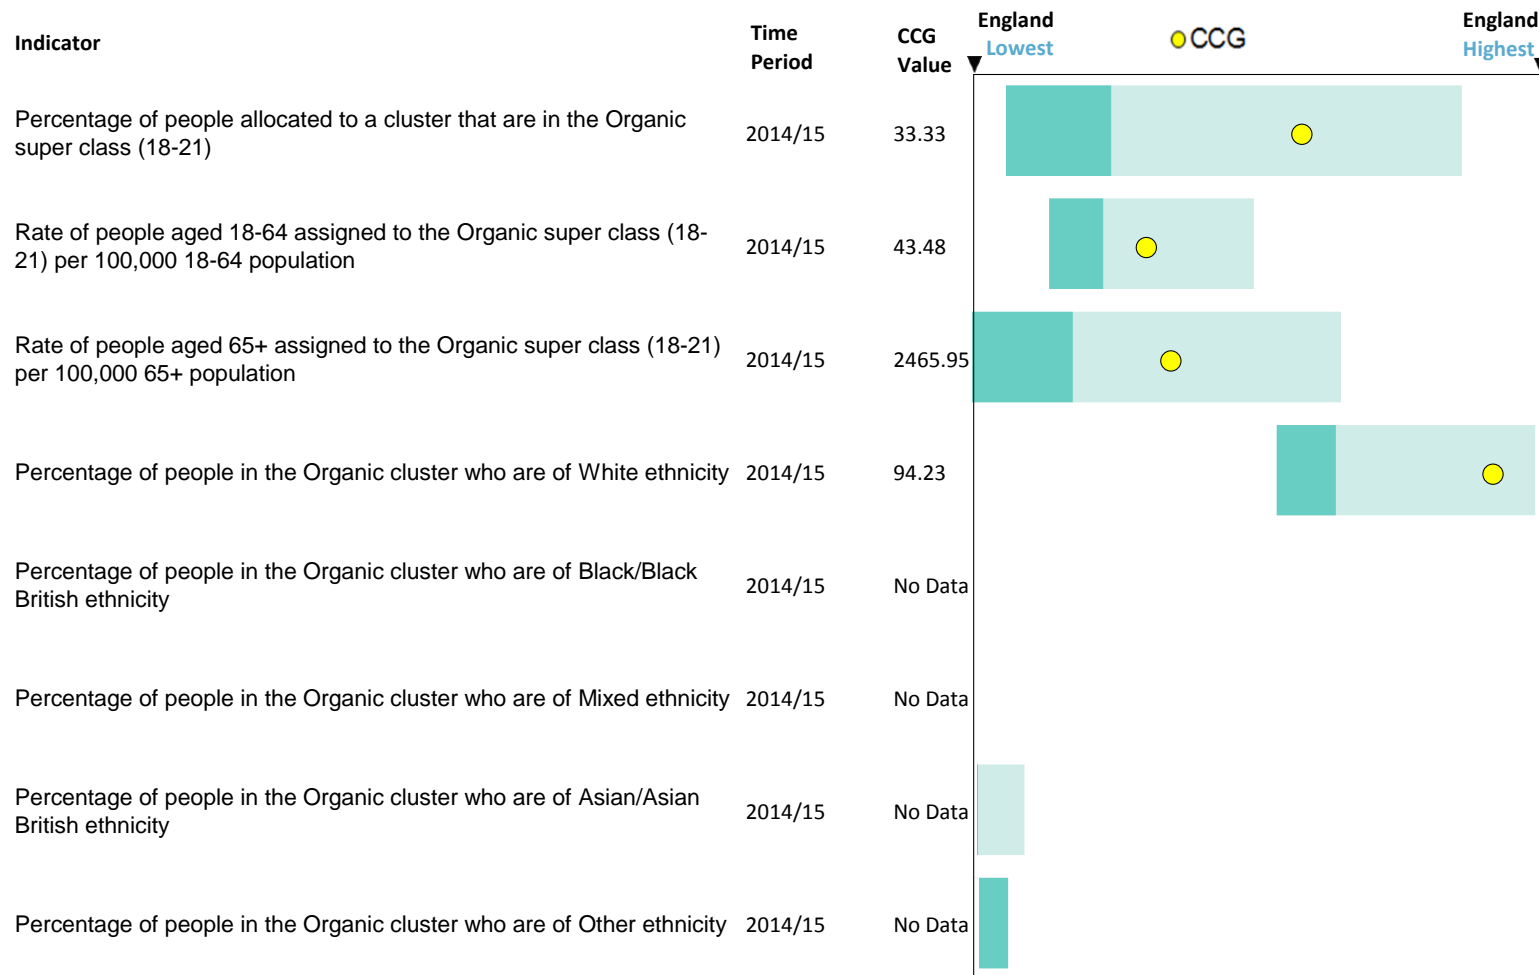 Indicator
Time
Period
CCG
Value
England
Lowest
CCG
England
Highest
Percentage of people allocated to a cluster that are in the Organic
super class (18-21)
2014/15
33.33
Rate of people aged 18-64 assigned to the Organic super class (18-
21) per 100,000 18-64 population
2014/15
43.48
Rate of people aged 65+ assigned to the Organic super class (18-21)
per 100,000 65+ population
2014/15
2465.95
Percentage of people in the Organic cluster who are of White ethnicity
2014/15
94.23
Percentage of people in the Organic cluster who are of Black/Black
British ethnicity
2014/15
No Data
Percentage of people in the Organic cluster who are of Mixed ethnicity
2014/15
No Data
Percentage of people in the Organic cluster who are of Asian/Asian
British ethnicity
2014/15
No Data
Percentage of people in the Organic cluster who are of Other ethnicity
2014/15
No Data